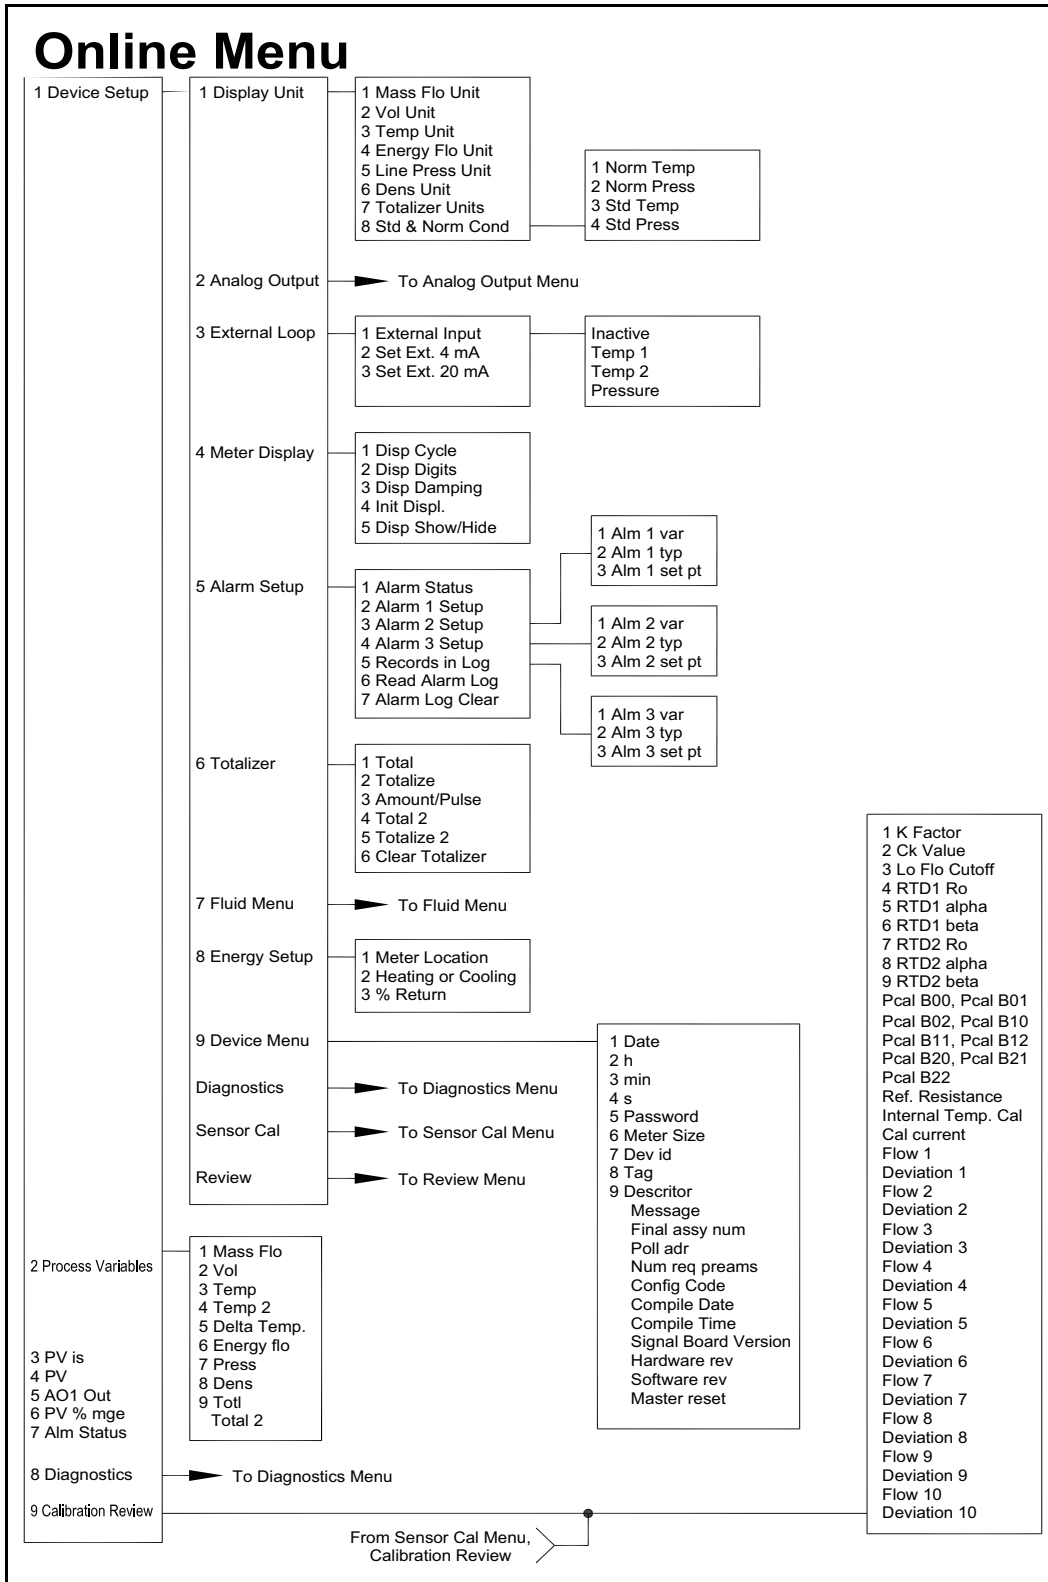 Online Menu
1 Device Setup
1 Display Unit
1 Mass Flo Unit
2 Vol Unit
3 Temp Unit
4 Energy Flo Unit
5 Line Press Unit
6 Dens Unit
7 Totalizer Units
8 Std & Norm Cond
1 Norm Temp
2 Norm Press
3 Std Temp
4 Std Press
2 Analog Output
To Analog Output Menu
3 External Loop
1 External Input
2 Set Ext. 4 mA
3 Set Ext. 20 mA
Inactive
Temp 1
Temp 2
Pressure
4 Meter Display
1 Disp Cycle
2 Disp Digits
3 Disp Damping
4 Init Displ.
5 Disp Show/Hide
5 Alarm Setup
1 Alarm Status
2 Alarm 1 Setup
3 Alarm 2 Setup
4 Alarm 3 Setup
5 Records in Log
6 Read Alarm Log
7 Alarm Log Clear
1 Alm 1 var
2 Alm 1 typ
3 Alm 1 set pt
1 Alm 2 var
2 Alm 2 typ
3 Alm 2 set pt
1 Alm 3 var
2 Alm 3 typ
3 Alm 3 set pt
6 Totalizer
1 Total
2 Totalize
3 Amount/Pulse
4 Total 2
5 Totalize 2
6 Clear Totalizer
7 Fluid Menu
To Fluid Menu
8 Energy Setup
1 Meter Location
2 Heating or Cooling
3 % Return
9 Device Menu
1 Date
2 h
3 min
4 s
5 Password
6 Meter Size
7 Dev id
8 Tag
9 Descritor
Message
Final assy num
Poll adr
Num req preams
Config Code
Compile Date
Compile Time
Signal Board Version
Hardware rev
Software rev
Master reset
Diagnostics
To Diagnostics Menu
Sensor Cal
To Sensor Cal Menu
Review
To Review Menu
2 Process Variables
1 Mass Flo
2 Vol
3 Temp
4 Temp 2
5 Delta Temp.
6 Energy flo
7 Press
8 Dens
9 Totl
Total 2
3 PV is
4 PV
5 AO1 Out
6 PV % rnge
7 Alm Status
8 Diagnostics
To Diagnostics Menu
9 Calibration Review
From Sensor Cal Menu,
Calibration Review
1 K Factor
2 Ck Value
3 Lo Flo Cutoff
4 RTD1 Ro
5 RTD1 alpha
6 RTD1 beta
7 RTD2 Ro
8 RTD2 alpha
9 RTD2 beta
Pcal B00, Pcal B01
Pcal B02, Pcal B10
Pcal B11, Pcal B12
Pcal B20, Pcal B21
Pcal B22
Ref. Resistance
Internal Temp. Cal
Cal current
Flow 1
Deviation 1
Flow 2
Deviation 2
Flow 3
Deviation 3
Flow 4
Deviation 4
Flow 5
Deviation 5
Flow 6
Deviation 6
Flow 7
Deviation 7
Flow 8
Deviation 8
Flow 9
Deviation 9
Flow 10
Deviation 10